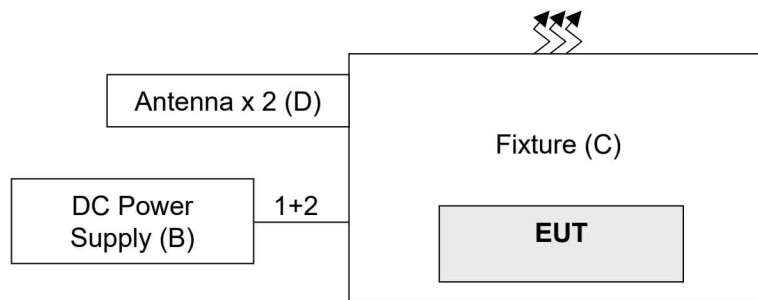 Antenna x 2 (D)
Fixture (C)
DC Power
Supply (B)
1+2
EUT